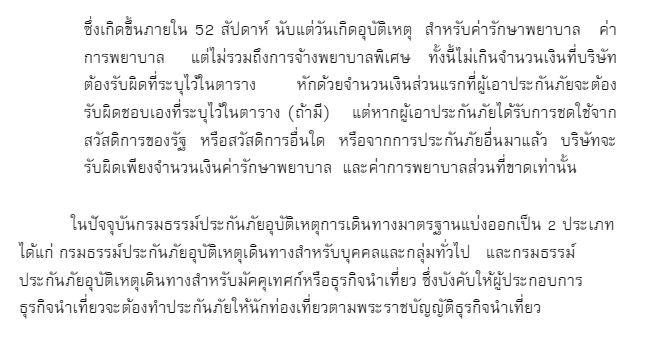 ซึ่งเกิดขึ้นภายใน 52 สัปดาห์ นับแต่วันเกิดอุบัติเหตุ สำหรับค่ารักษาพยาบาล ค่า
การพยาบาล แต่ไม่รวมถึงการจ้างพยาบาลพิเศษ ทั้งนี้ไม่เกินจำนวนเงินที่บริษัท
ต้องรับผิดที่ระบุไว้ในตาราง หักด้วยจำนวนเงินส่วนแรกที่ผู้เอาประกันภัยจะต้อง
รับผิดชอบเองที่ระบุไว้ในตาราง (ถ้ามี) แต่หากผู้เอาประกันภัยได้รับการชดใช้จาก
สวัสดิการของรัฐ หรือสวัสดิการอื่นใด หรือจากการประกันภัยอื่นมาแล้ว บริษัทจะ
รับผิดเพียงจำนวนเงินค่ารักษาพยาบาล และค่าการพยาบาลส่วนที่ขาดเท่านั้น
ในปัจจุบันกรมธรรม์ประกันภัยอุบัติเหตุการเดินทางมาตรฐานแบ่งออกเป็น 2 ประเภท
ได้แก่ กรมธรรม์ประกันภัยอุบัติเหตุเดินทางสำหรับบุคคลและกลุ่มทั่วไป และกรมธรรม์
ประกันภัยอุบัติเหตุเดินทางสำหรับมัคคุเทศก์หรือธุรกิจนำเที่ยว ซึ่งบังคับให้ผู้ประกอบการ
ธุรกิจนำเที่ยวจะต้องทำประกันภัยให้นักท่องเที่ยวตามพระราชบัญญัติธุรกิจนำเที่ยว